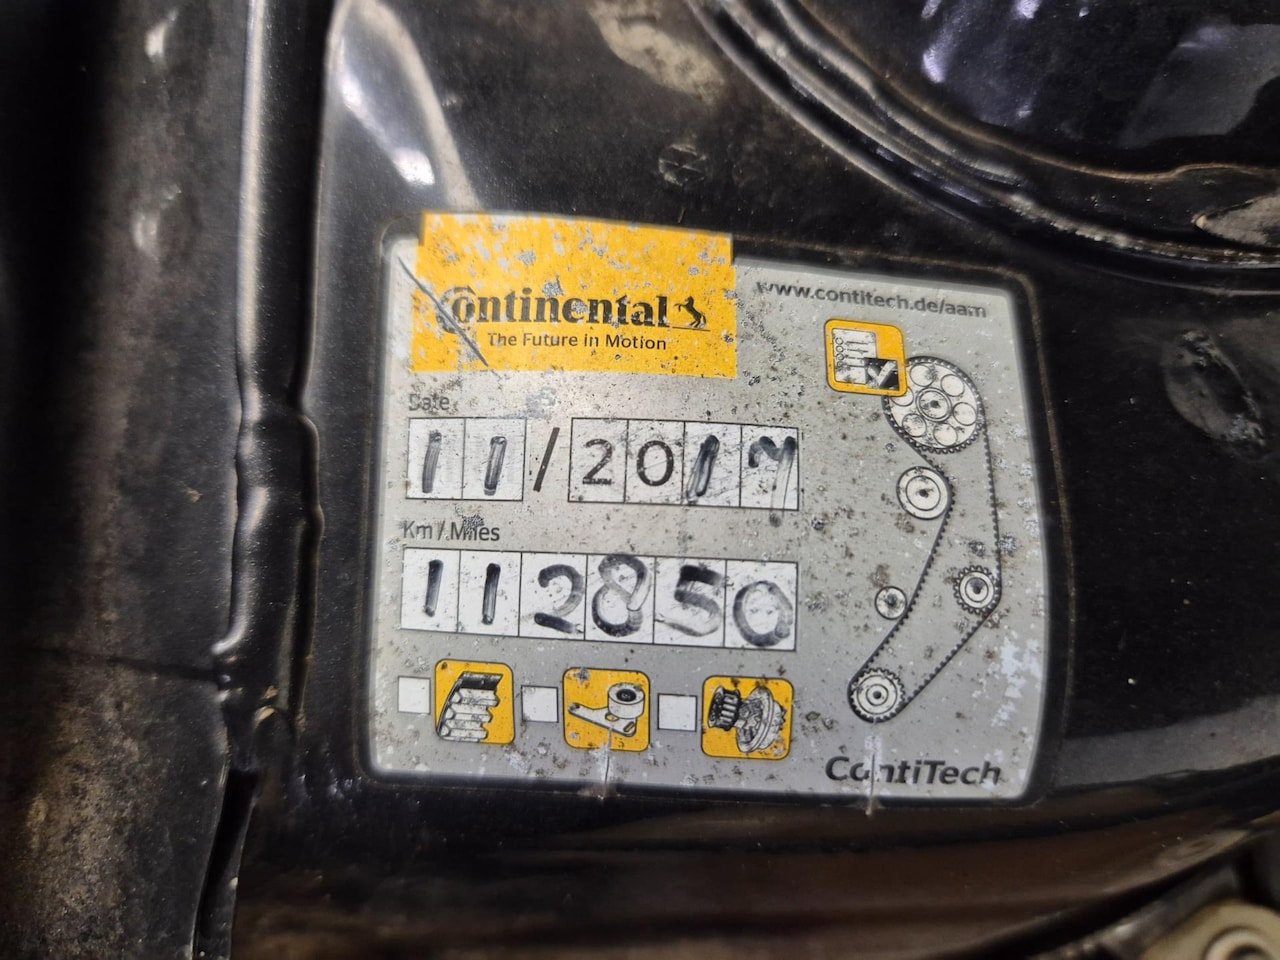 Continental
The Future in Motion
www.contitech.de/aam
Date
11/2017
Km/Miles
112850
ContiTech